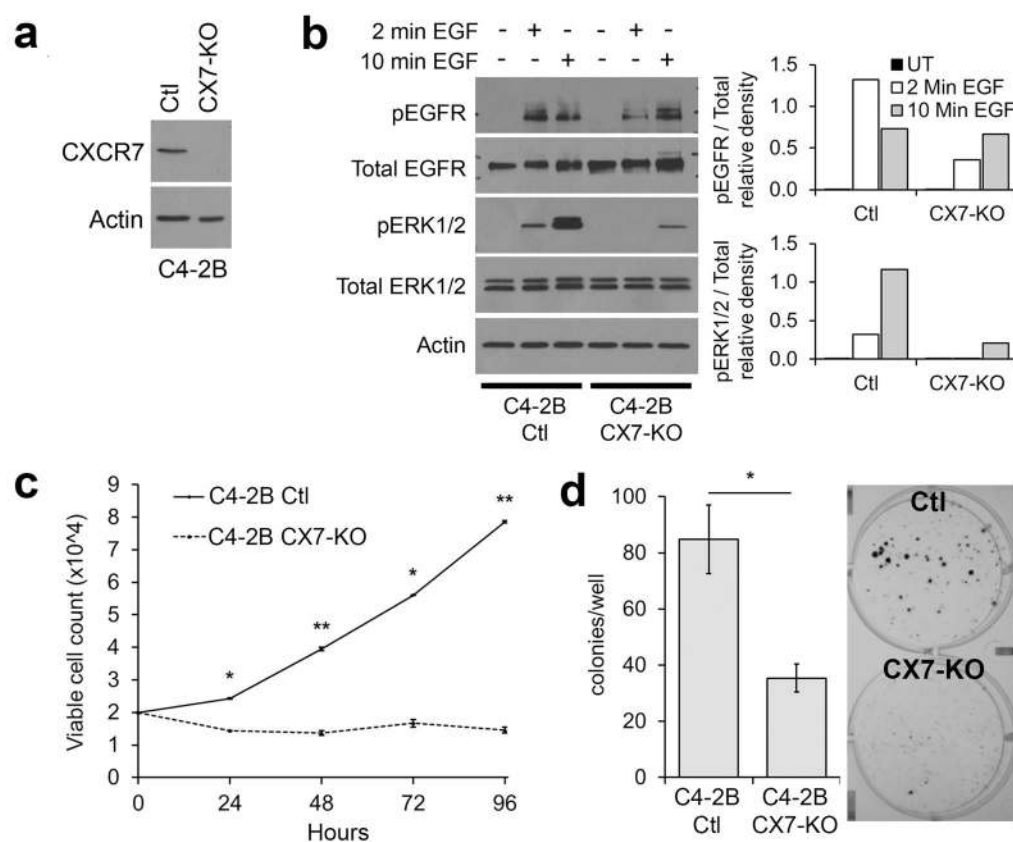 a
Ctl
CX7-KO
CXCR7
Actin
C4-2B
b
2 min EGF - + - - + -
10 min EGF - - + - - +
pEGFR
Total EGFR
pERK1/2
Total ERK1/2
Actin
C4-2B
Ctl
C4-2B
CX7-KO
pEGFR / Total
relative density
1.5
1.0
0.5
0.0
UT
2 Min EGF
10 Min EGF
Ctl
CX7-KO
pERK1/2 / Total
relative density
1.5
1.0
0.5
0.0
Ctl
CX7-KO
c
Viable cell count (x10^4)
9
8
7
6
5
4
3
2
1
0
C4-2B Ctl
C4-2B CX7-KO
*
**
*
**
0 24 48 72 96
Hours
d
colonies/well
100
80
60
40
20
0
*
C4-2B
Ctl
C4-2B
CX7-KO
Ctl
CX7-KO